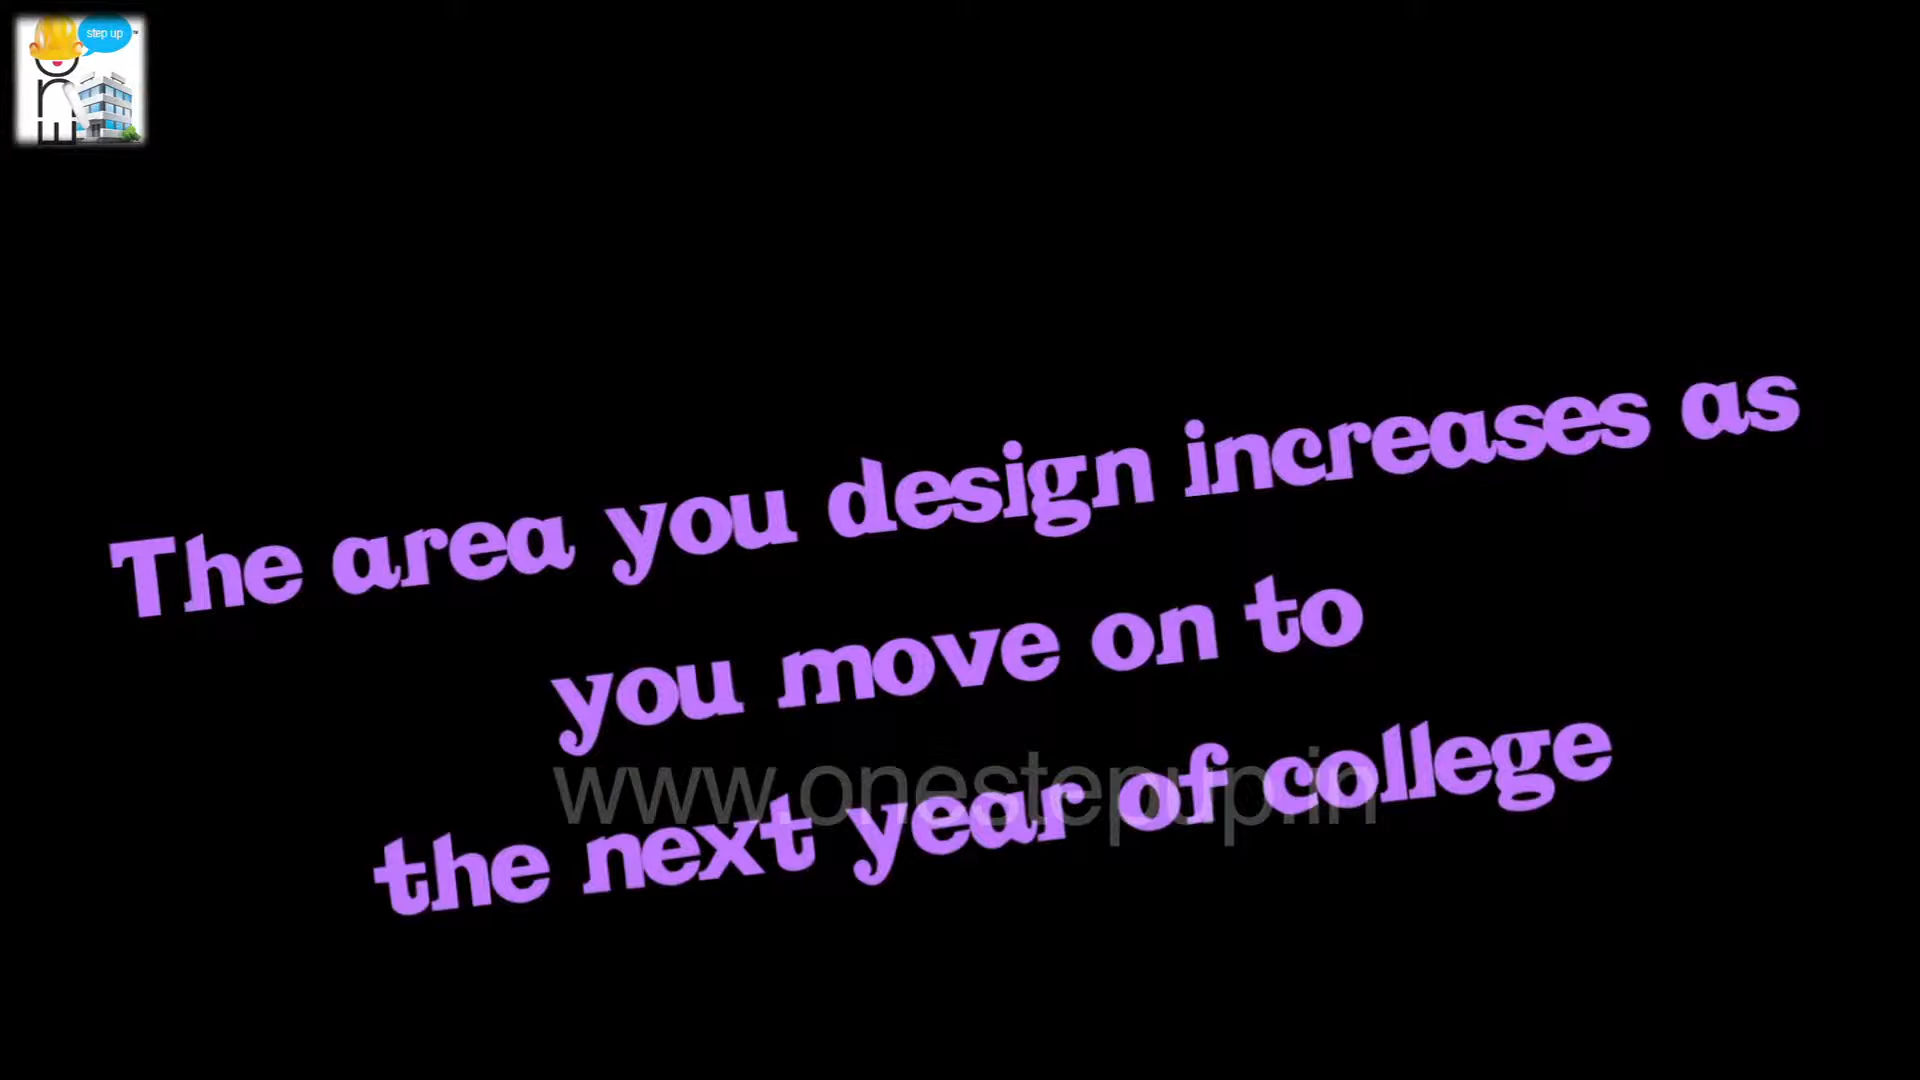 step up
ONE
The area you design increases as
you move on to
the next year of college
www.onestepup.in